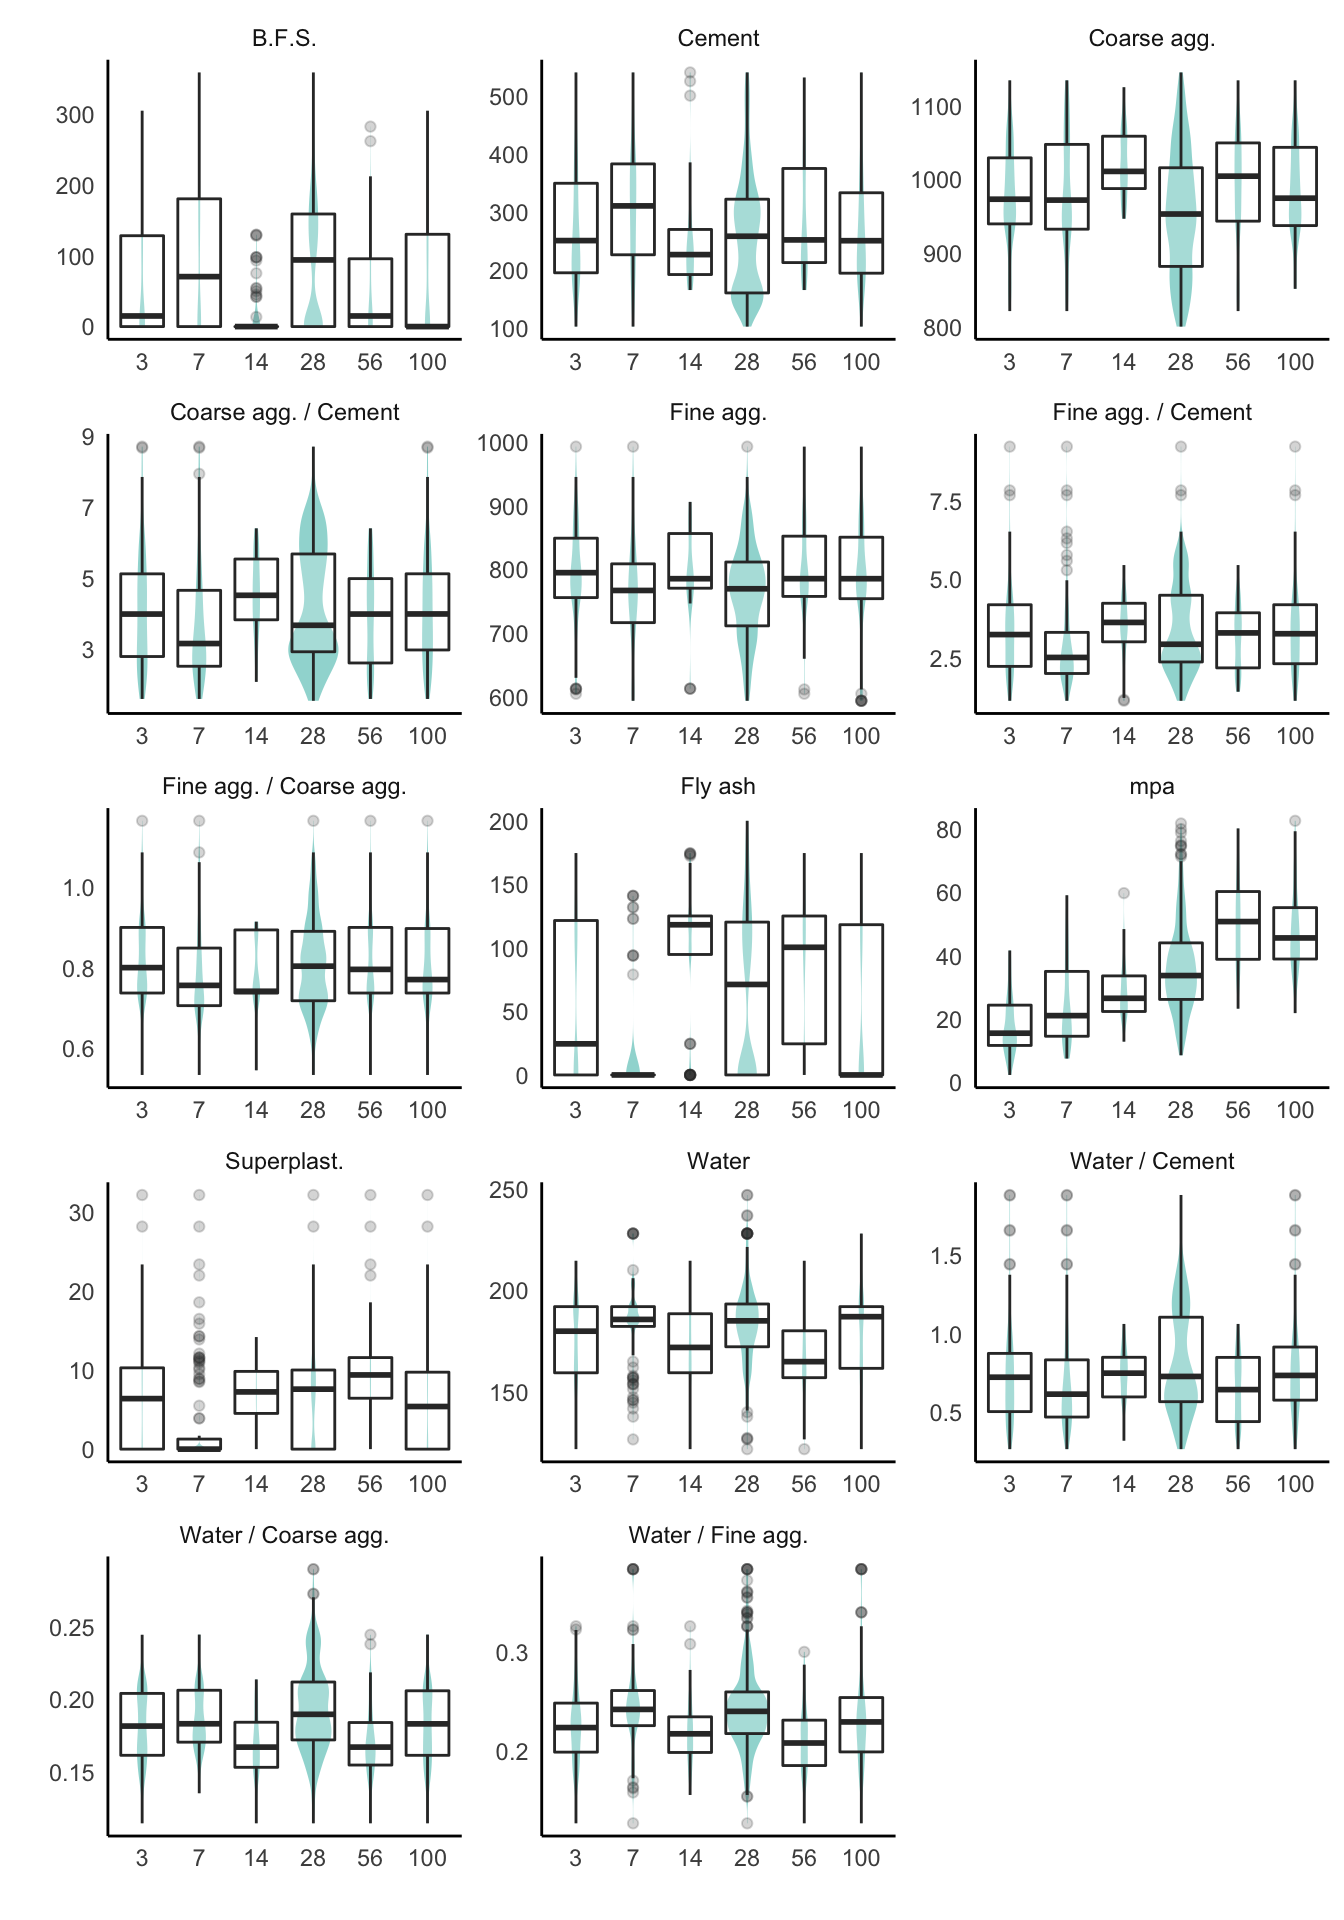 B.F.S. Cement Coarse agg.
300
200
100
0
3 7 14 28 56 100
500
400
300
200
100
3 7 14 28 56 100
1100
1000
900
800
3 7 14 28 56 100
Coarse agg. / Cement Fine agg. Fine agg. / Cement
9
7
5
3
3 7 14 28 56 100
1000
900
800
700
600
3 7 14 28 56 100
7.5
5.0
2.5
3 7 14 28 56 100
Fine agg. / Coarse agg. Fly ash mpa
1.0
0.8
0.6
3 7 14 28 56 100
200
150
100
50
0
3 7 14 28 56 100
80
60
40
20
0
3 7 14 28 56 100
Superplast. Water Water / Cement
30
20
10
0
3 7 14 28 56 100
250
200
150
3 7 14 28 56 100
1.5
1.0
0.5
3 7 14 28 56 100
Water / Coarse agg. Water / Fine agg.
0.25
0.20
0.15
3 7 14 28 56 100
0.3
0.2
3 7 14 28 56 100